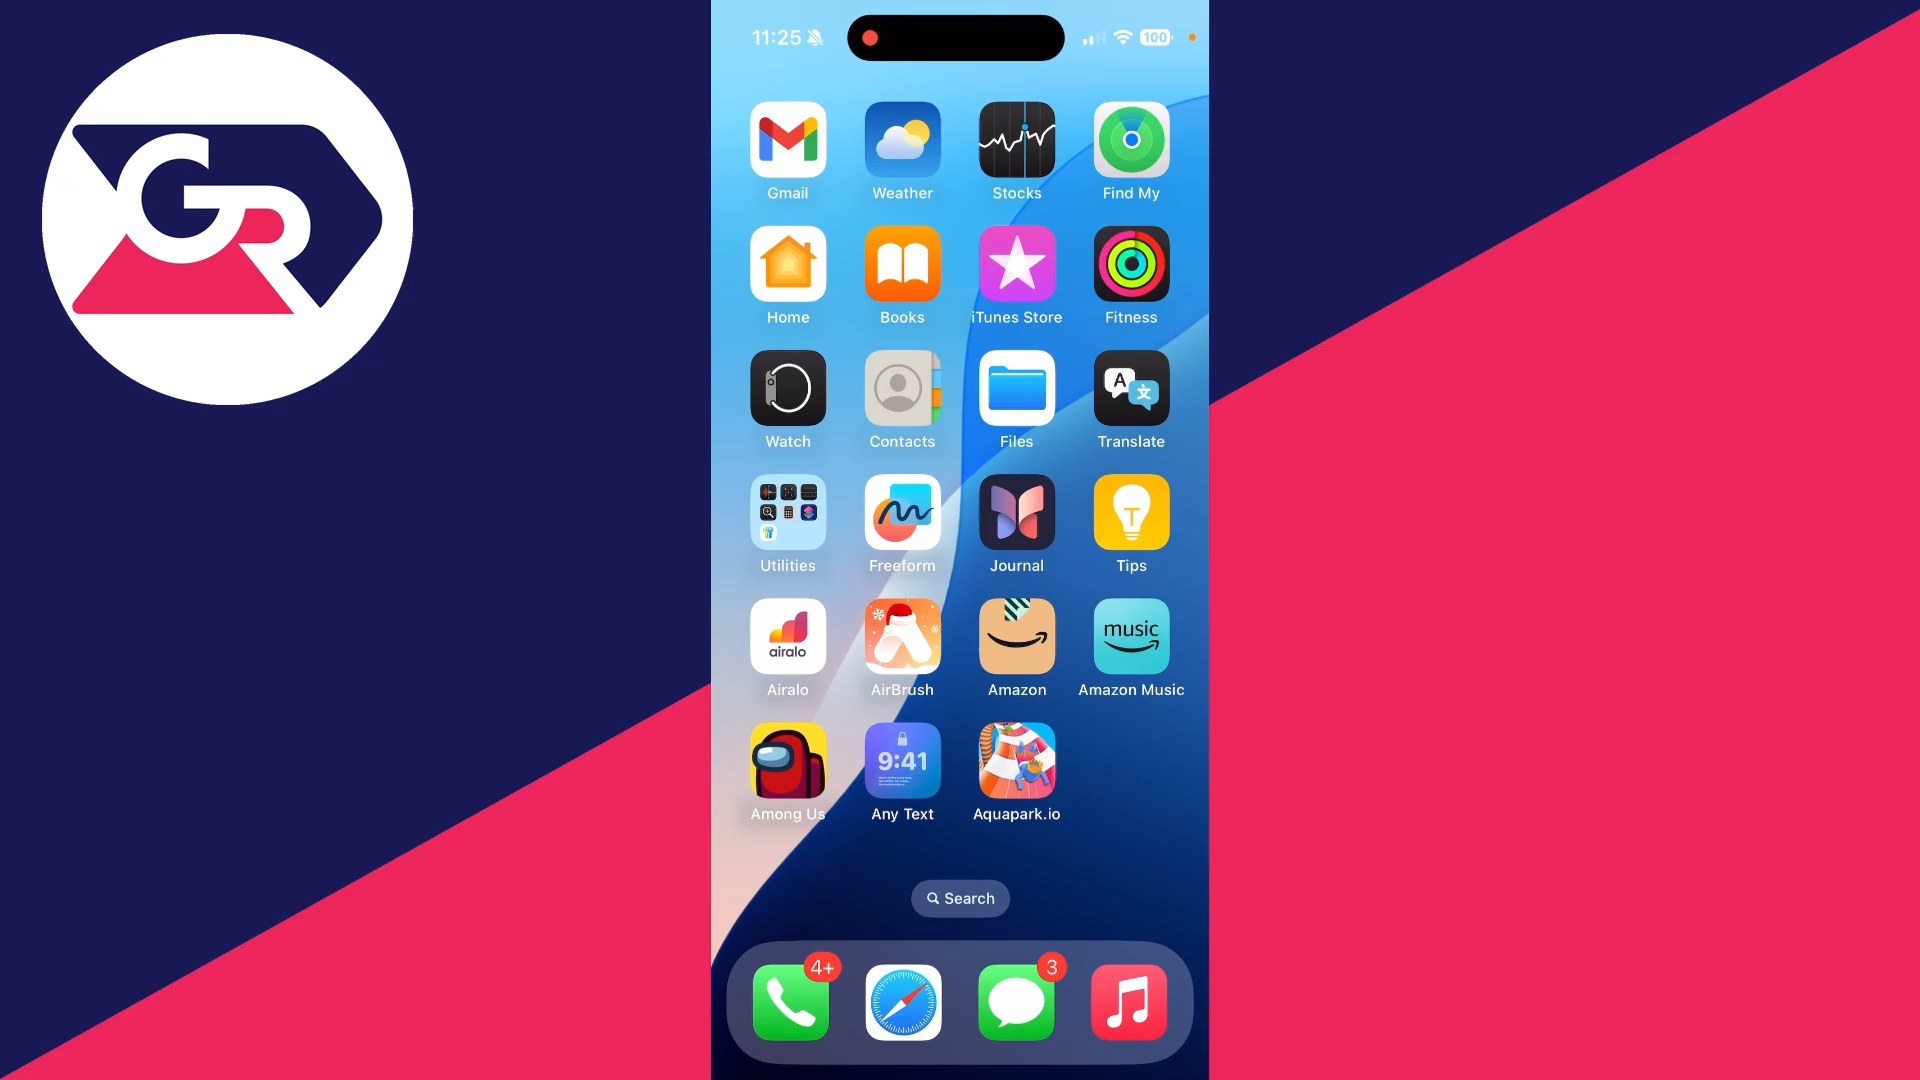 GR
11:25
100
Gmail Weather Stocks Find My
Home Books iTunes Store Fitness
A 文
Watch Contacts Files Translate
T
Utilities Freeform Journal Tips
airalo
music
Airalo AirBrush Amazon Amazon Music
9:41
Among Us Any Text Aquapark.io
Search
4+ 3